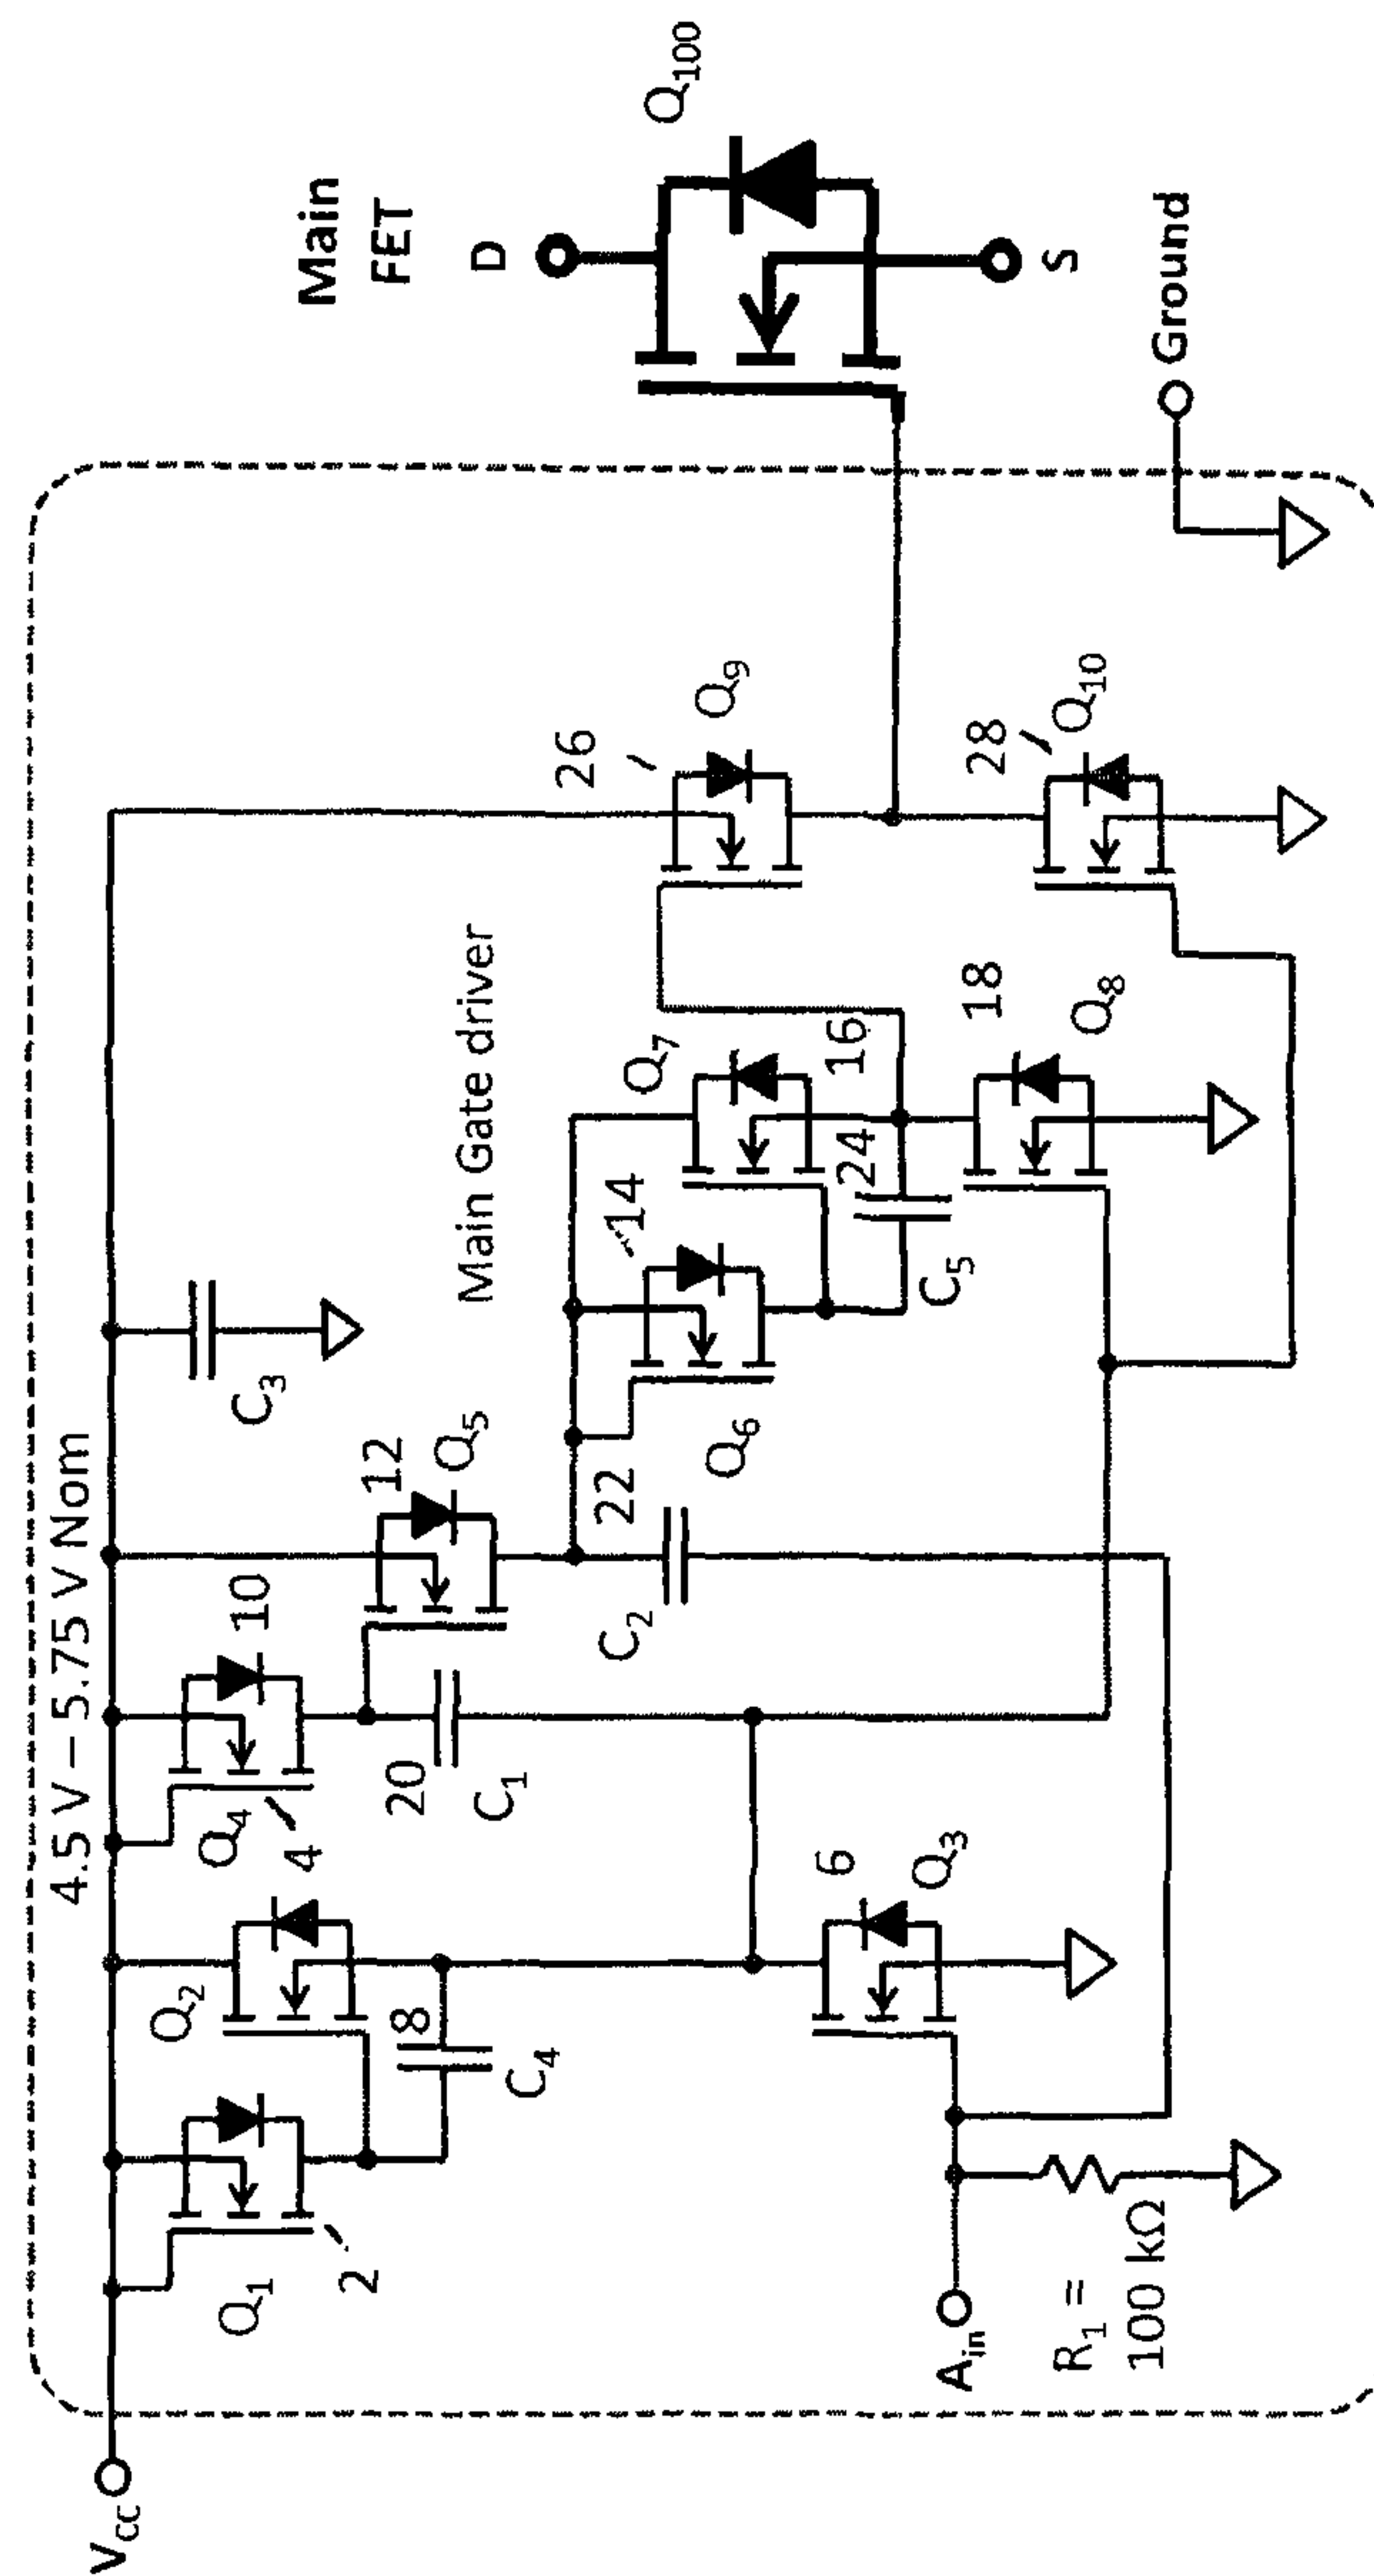 4.5 V – 5.75 V Nom
V_CC
Q₁
2
Q₂
Q₄
4
10
C₃
12
Q₅
20
C₁
8
C₄
6
Q₃
22
C₂
Q₆
14
Main Gate driver
Q₇
16
24
C₅
18
Q₈
26
Q₉
28
Q₁₀
A_in
R₁ =
100 kΩ
Main
FET
D
Q₁₀₀
S
Ground